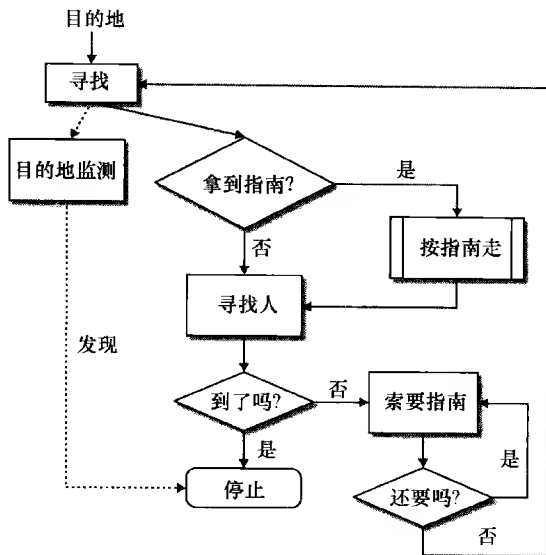 目的地
寻找
目的地监测
拿到指南?
是
按指南走
否
寻找人
发现
到了吗?
否
索要指南
是
是
停止
还要吗?
否